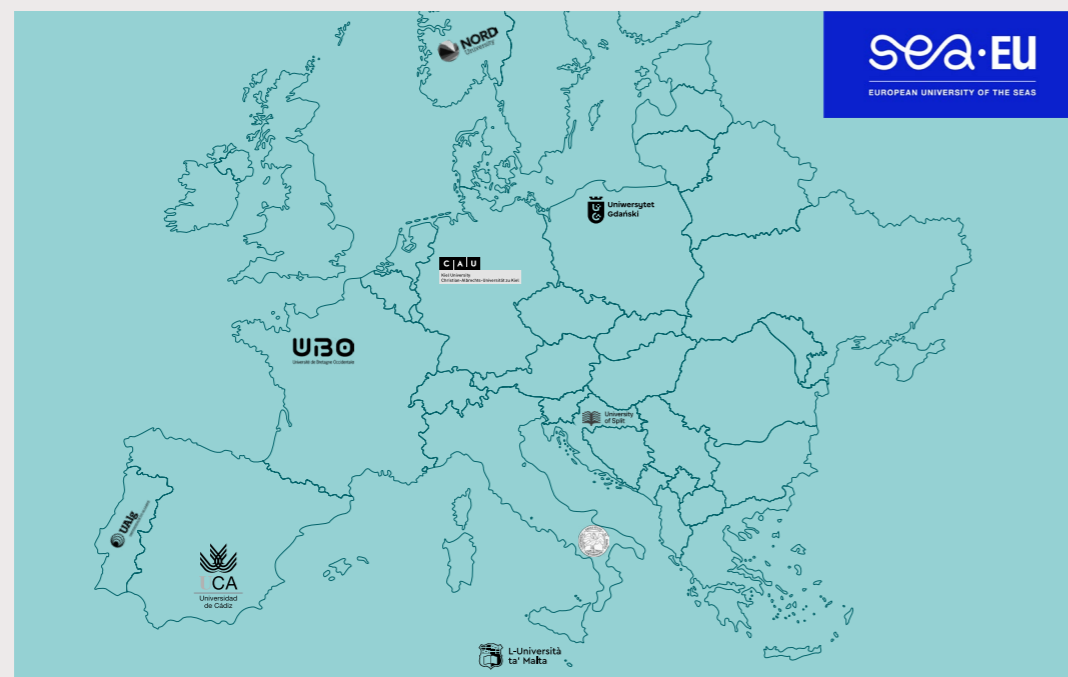 NORD
University
sea·EU
EUROPEAN UNIVERSITY OF THE SEAS
Uniwersytet
Gdański
C|A|U
Kiel University
Christian-Albrechts-Universität zu Kiel
UBO
Université de Bretagne Occidentale
University
of Split
UAlg
UCA
Universidad
de Cádiz
L-Università
ta' Malta